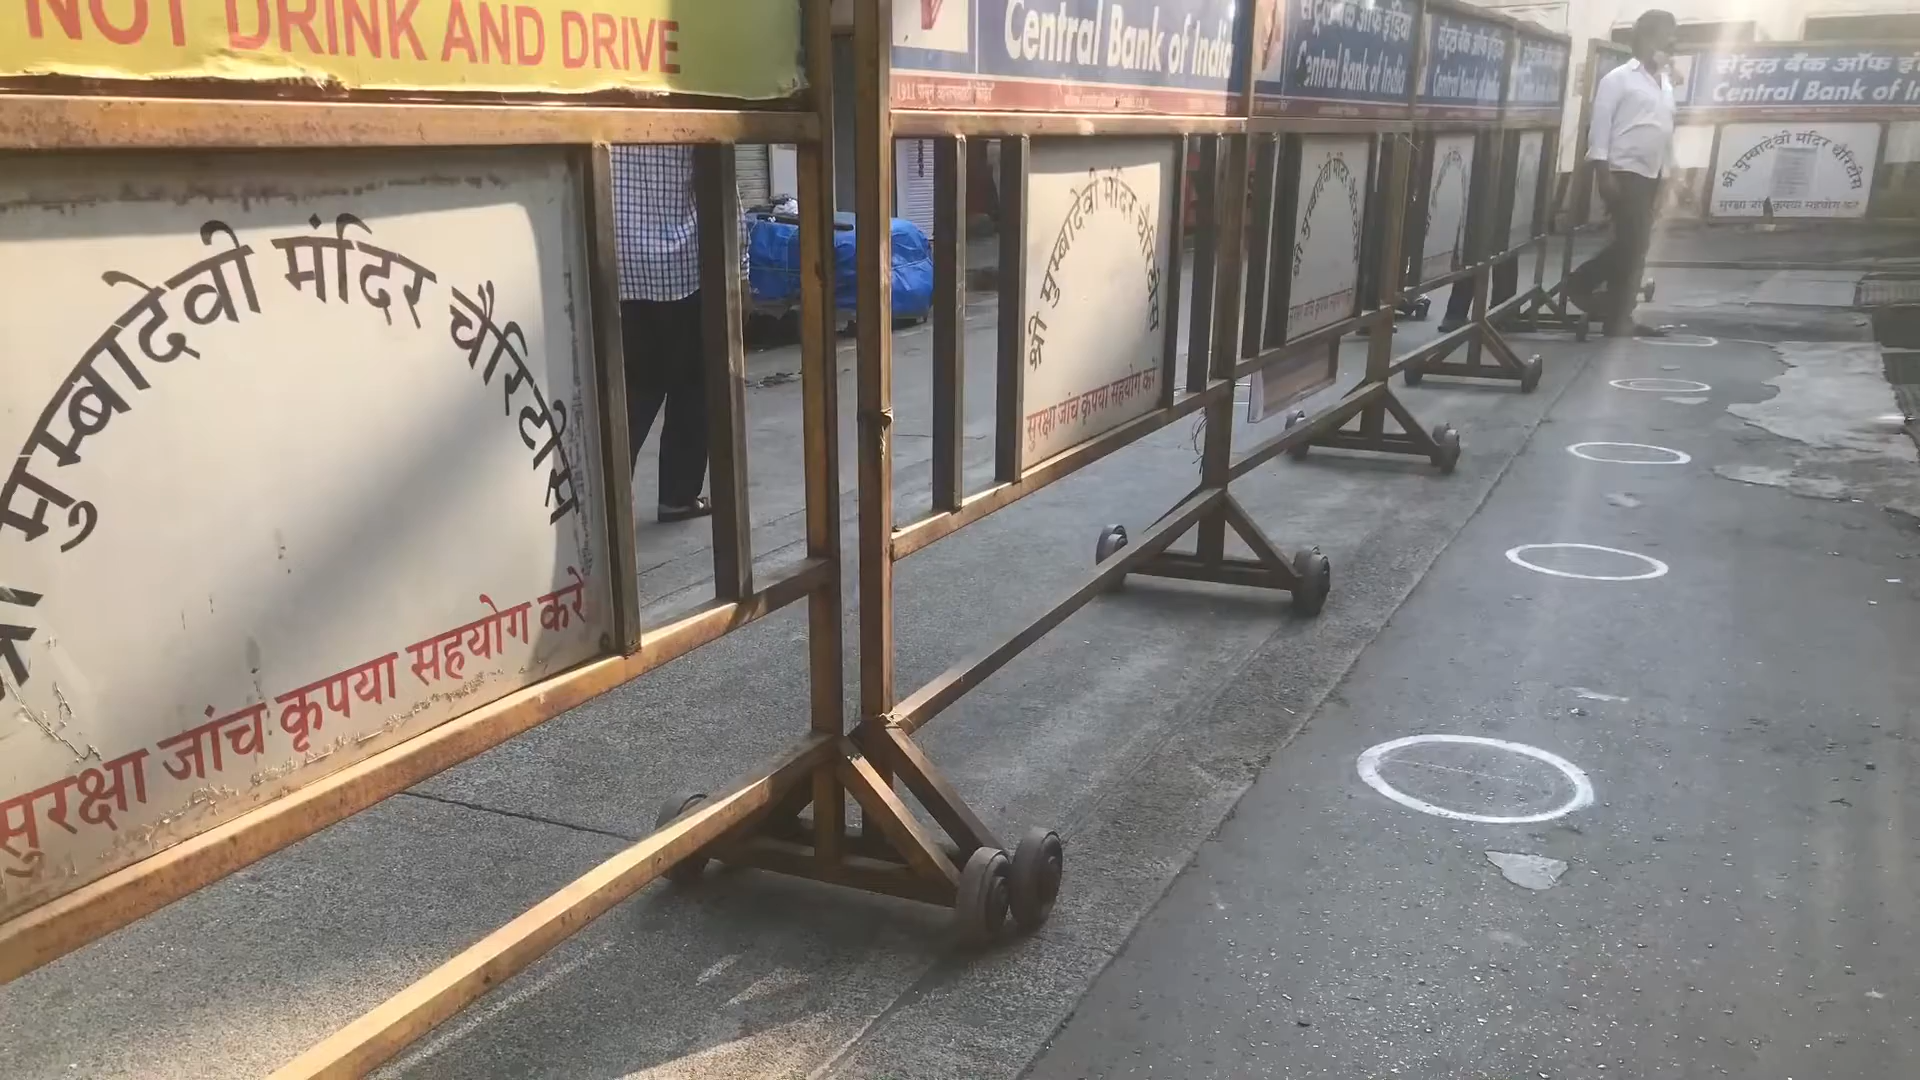 NOT DRINK AND DRIVE
श्री मुम्बादेवी मंदिर चॅरिटीस
सुरक्षा जांच कृपया सहयोग करें
Central Bank of India
श्री मुम्बादेवी मंदिर चॅरिटीस
सुरक्षा जांच कृपया सहयोग करें
सेंट्रल बैंक ऑफ इंडिया
Central Bank of India
श्री मुम्बादेवी मंदिर चॅरिटीस
सेंट्रल बैंक ऑफ इंडिया
Central Bank of India
सेंट्रल बैंक ऑफ इं
Central Bank of In
श्री मुम्बादेवी मंदिर चॅरिटीस
सुरक्षा जांच कृपया सहयोग करें